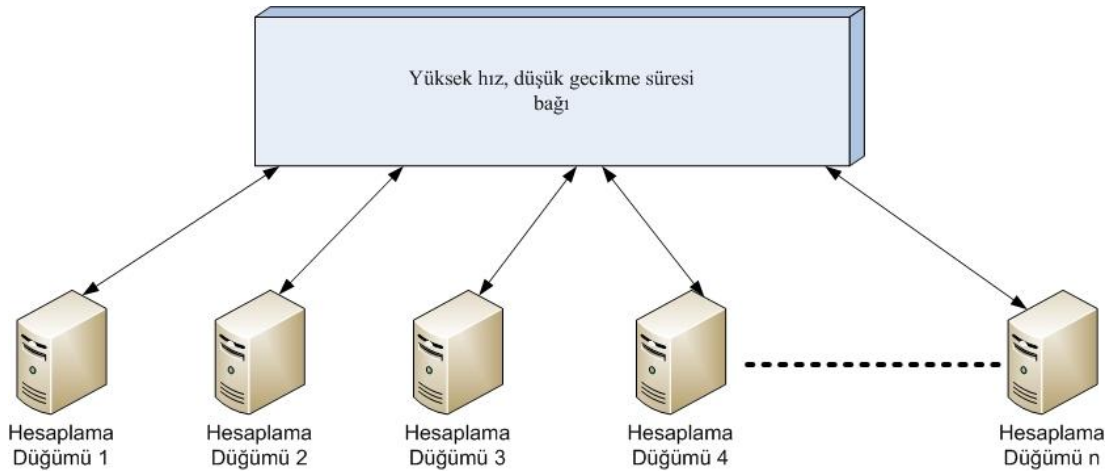 Yüksek hız, düşük gecikme süresi
bağı
Hesaplama
Düğümü 1
Hesaplama
Düğümü 2
Hesaplama
Düğümü 3
Hesaplama
Düğümü 4
Hesaplama
Düğümü n